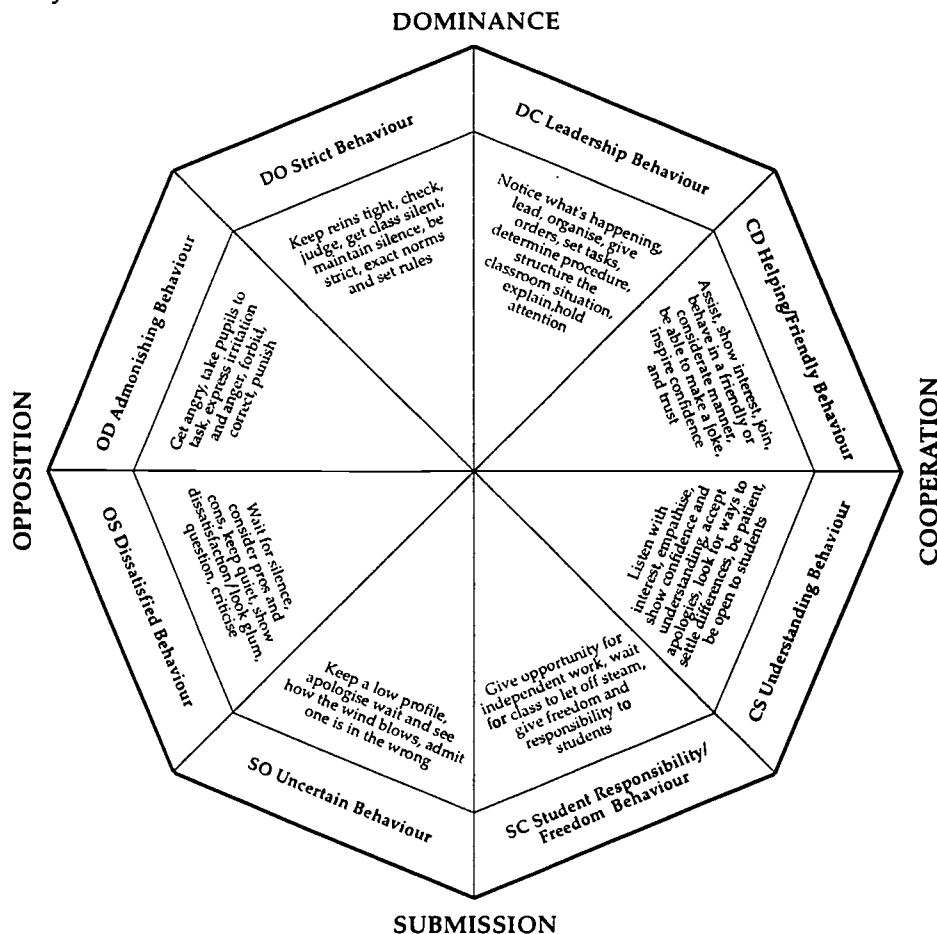 DOMINANCE
DC Leadership Behaviour
Notice what's happening,
lead, organise, give
orders, set tasks,
determine procedure,
structure the
classroom situation,
explain,hold
attention
CD Helping/Friendly Behaviour
Assist, show interest, join,
behave in a friendly or
considerate manner,
be able to make a joke,
inspire confidence
and trust
COOPERATION
CS Understanding Behaviour
Listen with
interest, empathise,
show confidence and
understanding, accept
apologies, look for ways to
settle differences, be patient,
be open to students
SC Student Responsibility/
Freedom Behaviour
Give opportunity for
independent work, wait
for class to let off steam,
give freedom and
responsibility to
students
SUBMISSION
SO Uncertain Behaviour
Keep a low profile,
apologise wait and see
how the wind blows, admit
one is in the wrong
OS Dissalisfied Behaviour
Wait for silence,
consider pros and
cons, keep quiet, show
dissatisfaction/look glum,
question, criticise
OPPOSITION
OD Admonishing Behaviour
Get angry, take pupils to
task, express irritation
and anger, forbid,
correct, punish
DO Strict Behaviour
Keep reins tight, check,
judge, get class silent,
maintain silence, be
strict, exact norms
and set rules